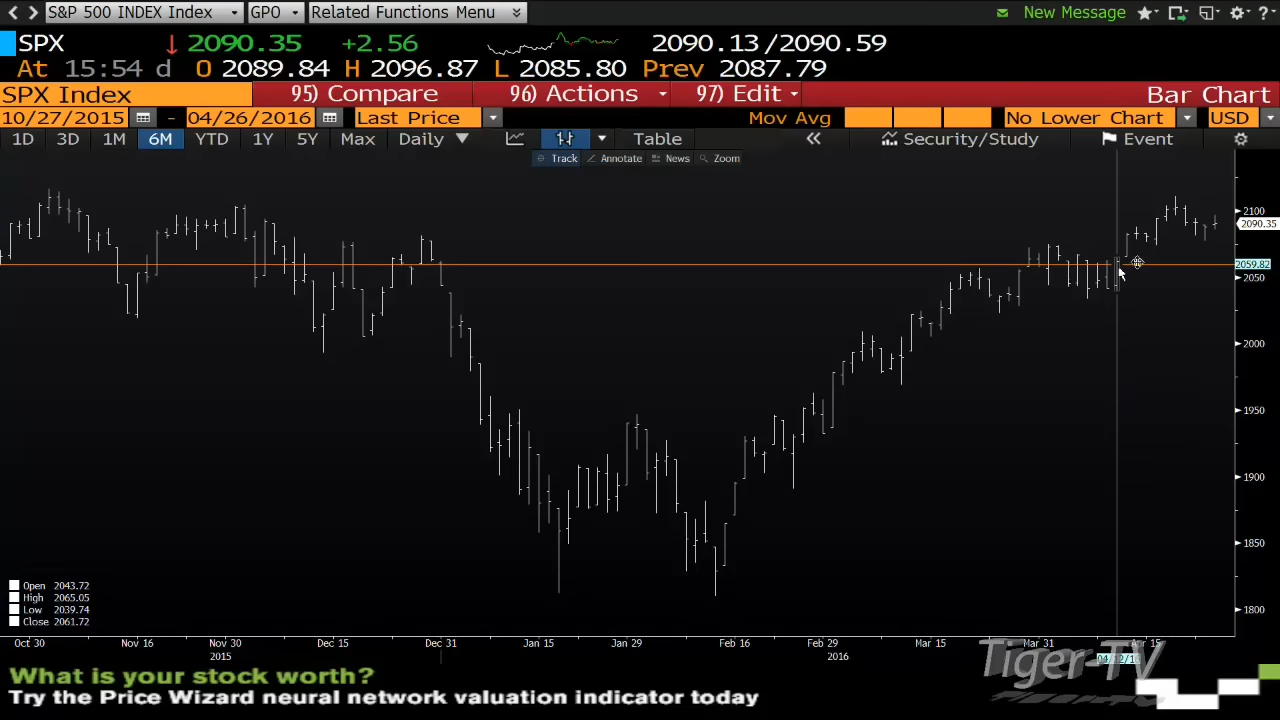 S&P 500 INDEX Index GPO Related Functions Menu New Message ?
SPX 2090.35 +2.56 2090.13/2090.59
At 15:54 d O 2089.84 H 2096.87 L 2085.80 Prev 2087.79
SPX Index 95) Compare 96) Actions 97) Edit Bar Chart
10/27/2015 - 04/26/2016 Last Price Mov Avg No Lower Chart USD
1D 3D 1M 6M YTD 1Y 5Y Max Daily Table « Security/Study Event
Track Annotate News Zoom
2100
2090.35
2059.82
2050
2000
1950
1900
1850
1800
Open 2043.72
High 2065.05
Low 2039.74
Close 2061.72
Oct 30 Nov 16 Nov 30 Dec 15 Dec 31 Jan 15 Jan 29 Feb 16 Feb 29 Mar 15 Mar 31 Apr 15
2015 2016 04/12/16
Tiger-TV
What is your stock worth?
Try the Price Wizard neural network valuation indicator today